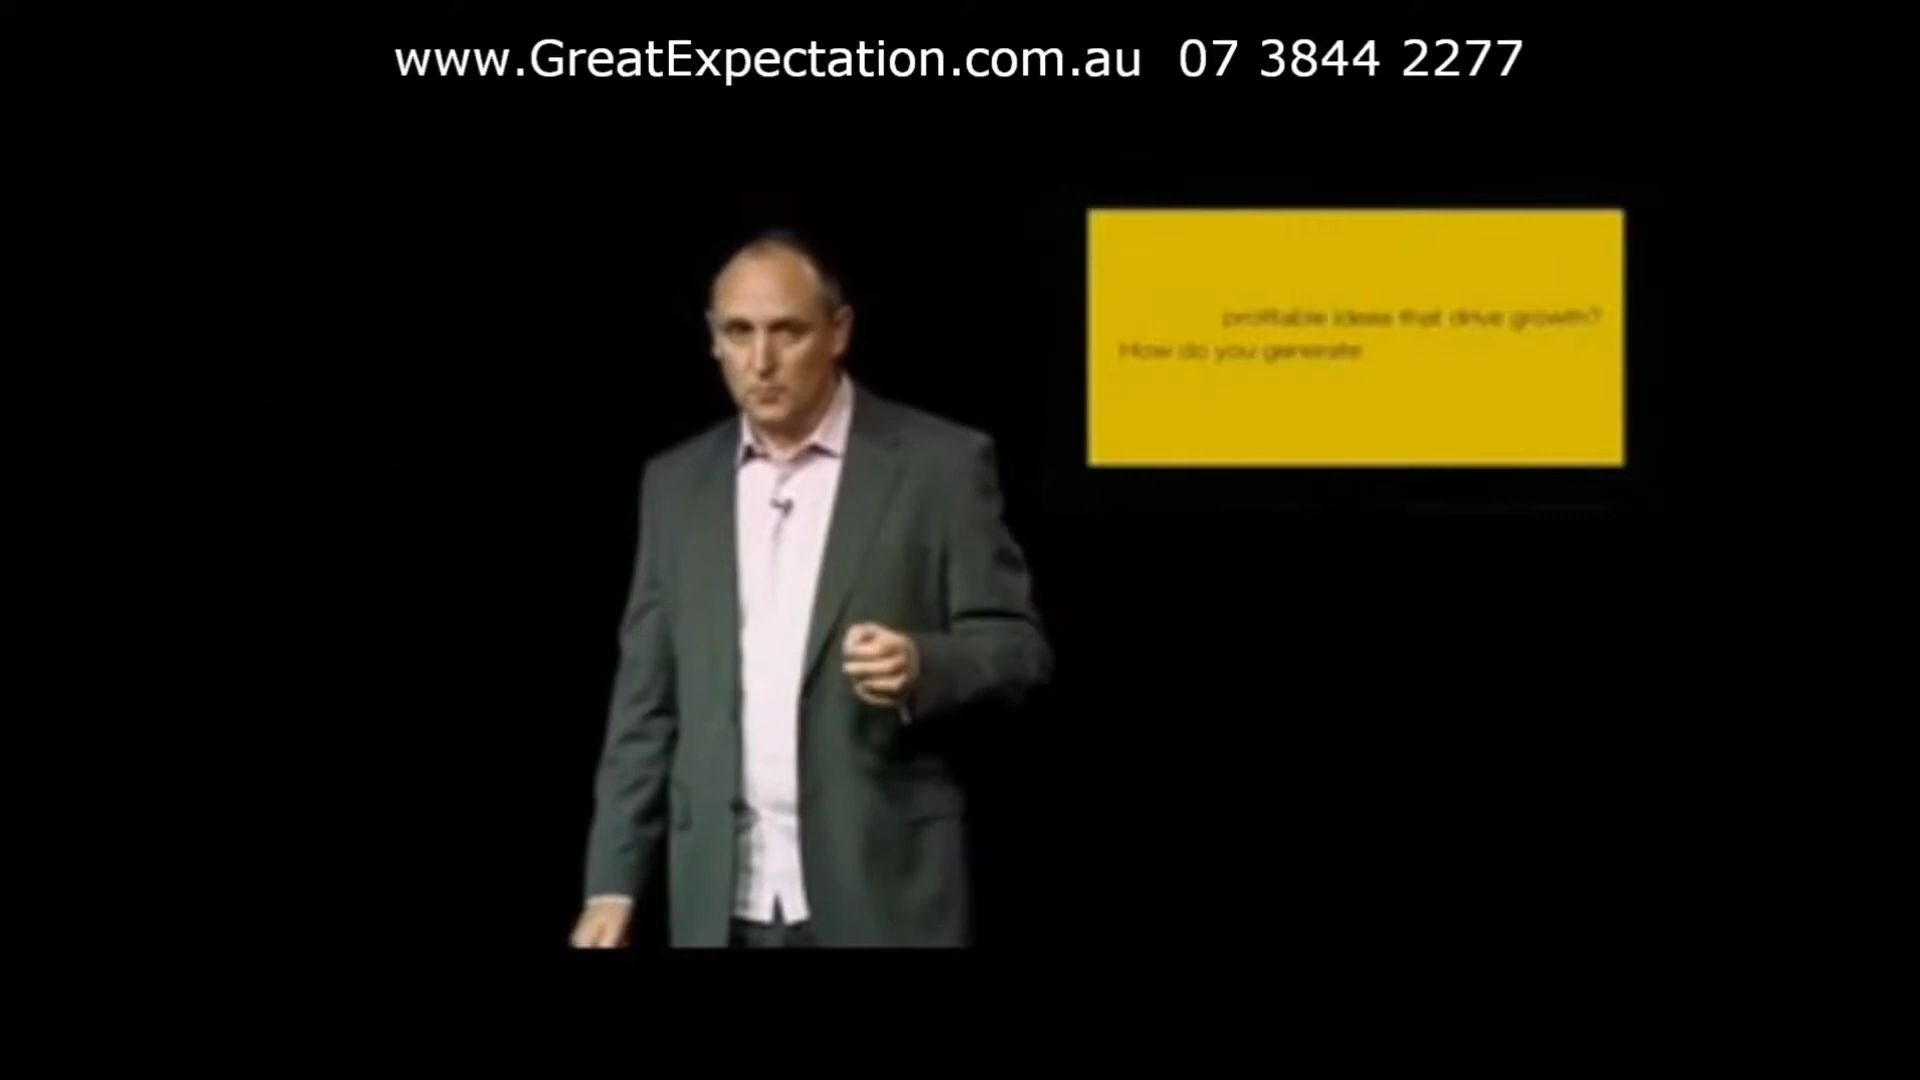 www.GreatExpectation.com.au 07 3844 2277
profitable ideas that drive growth?
How do you generate